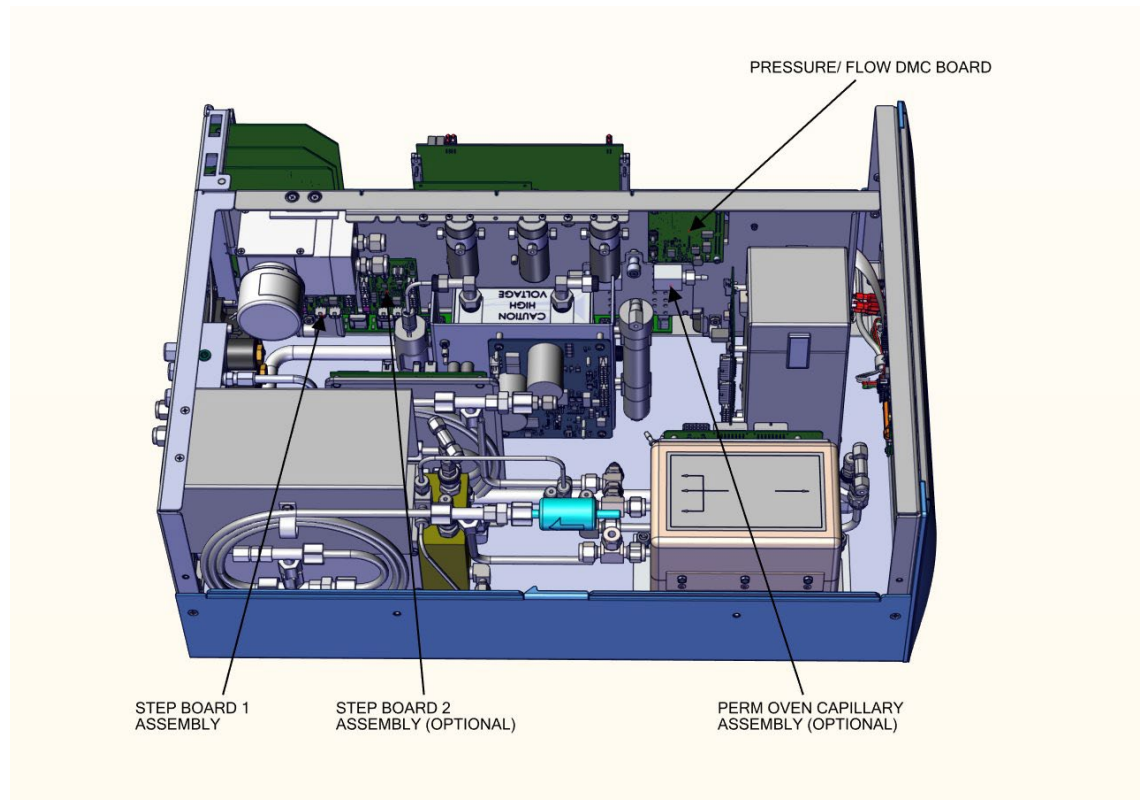 PRESSURE/ FLOW DMC BOARD
CAUTION
HIGH
VOLTAGE
STEP BOARD 1
ASSEMBLY
STEP BOARD 2
ASSEMBLY (OPTIONAL)
PERM OVEN CAPILLARY
ASSEMBLY (OPTIONAL)